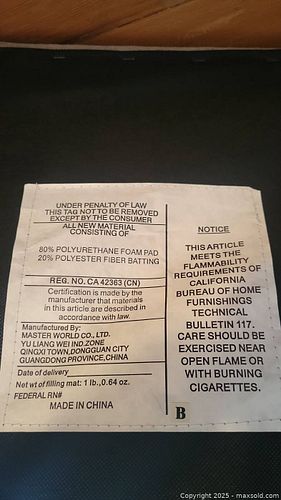 UNDER PENALTY OF LAW
THIS TAG NOT TO BE REMOVED
EXCEPT BY THE CONSUMER
ALL NEW MATERIAL
CONSISTING OF
80% POLYURETHANE FOAM PAD
20% POLYESTER FIBER BATTING
REG. NO. CA 42363 (CN)
Certification is made by the
manufacturer that materials
in this article are described in
accordance with law.
Manufactured By:
MASTER WORLD CO., LTD.
YU LIANG WEI IND.ZONE
QINGXI TOWN,DONGGUAN CITY
GUANGDONG PROVINCE,CHINA
Date of delivery
Net wt of filling mat: 1 lb.,0.64 oz.
FEDERAL RN#
MADE IN CHINA
NOTICE
THIS ARTICLE
MEETS THE
FLAMMABILITY
REQUIREMENTS OF
CALIFORNIA
BUREAU OF HOME
FURNISHINGS
TECHNICAL
BULLETIN 117.
CARE SHOULD BE
EXERCISED NEAR
OPEN FLAME OR
WITH BURNING
CIGARETTES.
B
Copyright 2025 - maxsold.com